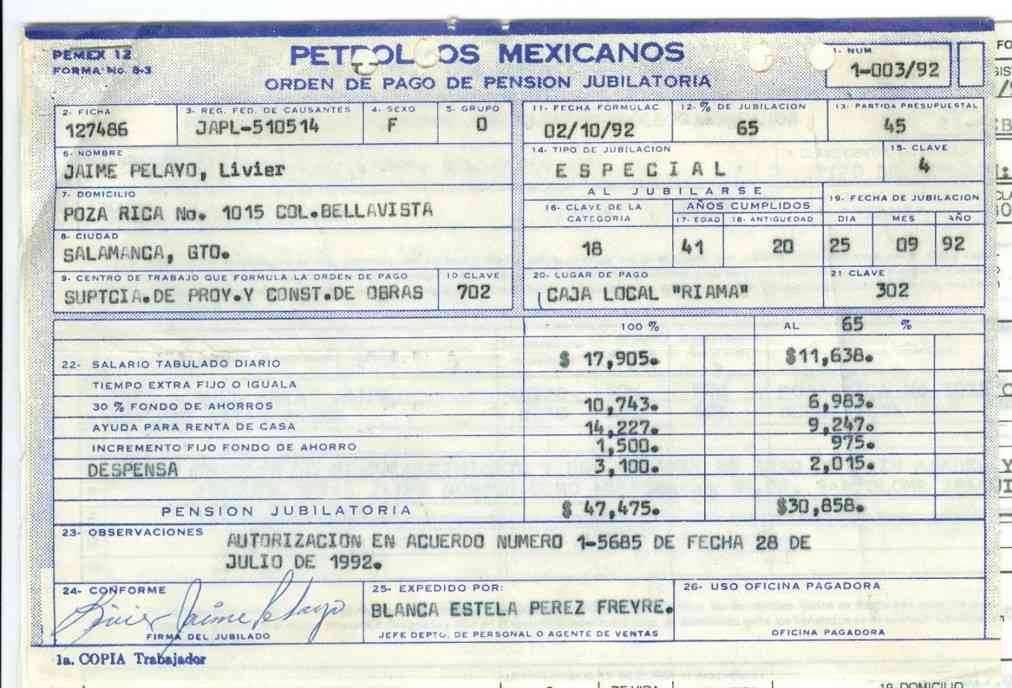 PEMEX 12
FORMA No. 8-3
PETROLEOS MEXICANOS
ORDEN DE PAGO DE PENSION JUBILATORIA
1- NUM
1-003/92
2. FICHA
127486
3- REG. FED. DE CAUSANTES
JAPL-510514
4- SEXO
F
5- GRUPO
0
6- NOMBRE
JAIME PELAYO, Livier
7- DOMICILIO
POZA RICA No. 1015 COL.BELLAVISTA
8- CIUDAD
SALAMANCA, GTO.
9- CENTRO DE TRABAJO QUE FORMULA LA ORDEN DE PAGO
SUPTCIA.DE PROY.Y CONST.DE OBRAS
10 CLAVE
702
11- FECHA FORMULAC.
02/10/92
12- % DE JUBILACION
65
13- PARTIDA PRESUPUESTAL
45
14- TIPO DE JUBILACION
ESPECIAL
15- CLAVE
4
AL JUBILARSE
16- CLAVE DE LA CATEGORIA
18
AÑOS CUMPLIDOS
17- EDAD
41
18- ANTIGUEDAD
20
19- FECHA DE JUBILACION
DIA MES AÑO
25 09 92
20- LUGAR DE PAGO
CAJA LOCAL "RIAMA"
21 CLAVE
302
100 % AL 65 %
22- SALARIO TABULADO DIARIO $ 17,905. $11,638.
TIEMPO EXTRA FIJO O IGUALA
30 % FONDO DE AHORROS 10,743. 6,983.
AYUDA PARA RENTA DE CASA 14,227. 9,247.
INCREMENTO FIJO FONDO DE AHORRO 1,500. 975.
DESPENSA 3,100. 2,015.
PENSION JUBILATORIA $ 47,475. $30,858.
23- OBSERVACIONES
AUTORIZACION EN ACUERDO NUMERO 1-5685 DE FECHA 28 DE
JULIO DE 1992.
24- CONFORME
Livier Jaime Pelayo
FIRMA DEL JUBILADO
25- EXPEDIDO POR:
BLANCA ESTELA PEREZ FREYRE.
JEFE DEPTO. DE PERSONAL O AGENTE DE VENTAS
26- USO OFICINA PAGADORA
OFICINA PAGADORA
1a. COPIA Trabajador